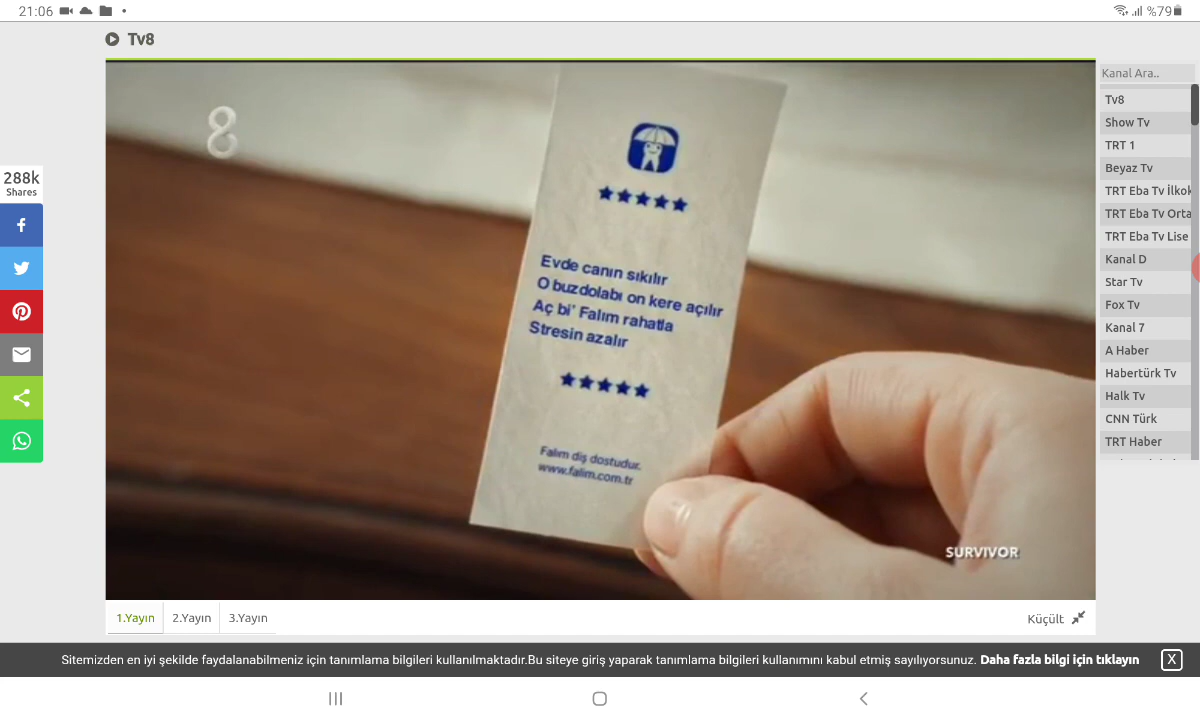 21:06
%79
Tv8
8
Evde canın sıkılır
O buzdolabı on kere açılır
Aç bi' Falım rahatla
Stresin azalır
Falım diş dostudur.
www.falim.com.tr
SURVIVOR
288k
Shares
Kanal Ara..
Tv8
Show Tv
TRT 1
Beyaz Tv
TRT Eba Tv İlkok
TRT Eba Tv Orta
TRT Eba Tv Lise
Kanal D
Star Tv
Fox Tv
Kanal 7
A Haber
Habertürk Tv
Halk Tv
CNN Türk
TRT Haber
1.Yayın 2.Yayın 3.Yayın
Küçült
Sitemizden en iyi şekilde faydalanabilmeniz için tanımlama bilgileri kullanılmaktadır.Bu siteye giriş yaparak tanımlama bilgileri kullanımını kabul etmiş sayılıyorsunuz. Daha fazla bilgi için tıklayın X